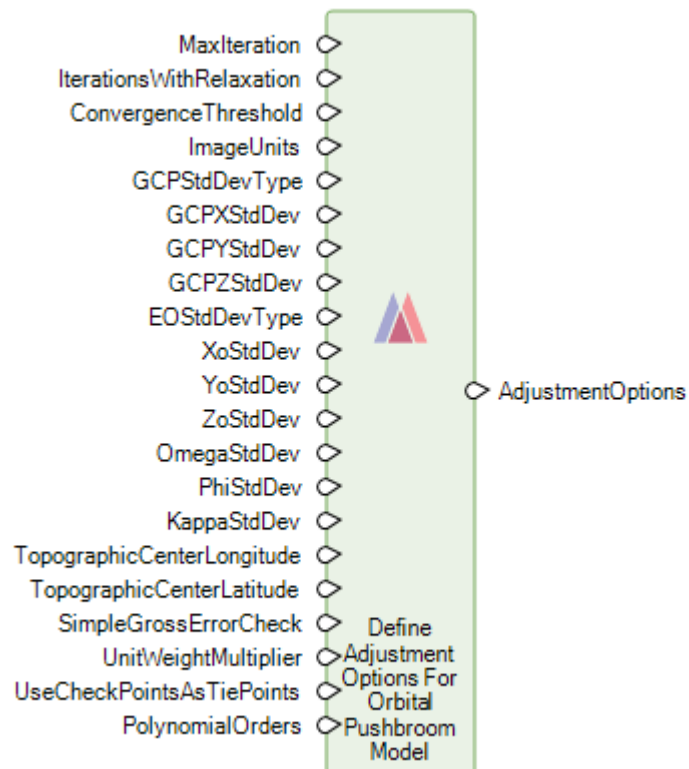 MaxIteration
IterationsWithRelaxation
ConvergenceThreshold
ImageUnits
GCPStdDevType
GCPXStdDev
GCPYStdDev
GCPZStdDev
EOStdDevType
XoStdDev
YoStdDev
ZoStdDev
OmegaStdDev
PhiStdDev
KappaStdDev
TopographicCenterLongitude
TopographicCenterLatitude
SimpleGrossErrorCheck
UnitWeightMultiplier
UseCheckPointsAsTiePoints
PolynomialOrders
Define
Adjustment
Options For
Orbital
Pushbroom
Model
AdjustmentOptions